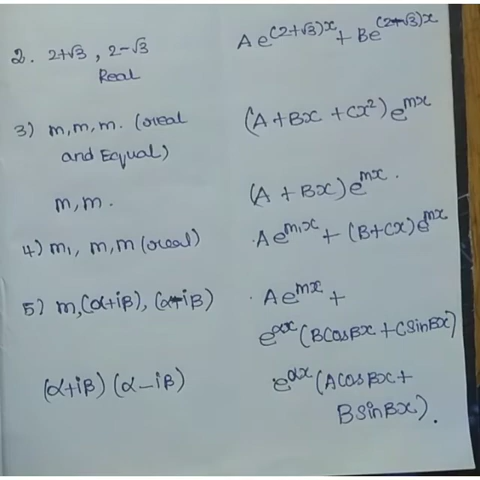 2. 2+√3, 2-√3 Ae^(2+√3)x + Be^(2-√3)x
Real
3) m,m,m. (real (A+Bx+Cx²)e^mx
and Equal)
m,m. (A+Bx)e^mx.
4) m₁, m,m (real) Ae^m₁x + (B+Cx)e^mx
5) m,(α+iβ), (α-iβ) Ae^mx +
e^αx (BCosβx + CSinβx)
(α+iβ) (α-iβ) e^αx (ACosβx +
BSinβx).